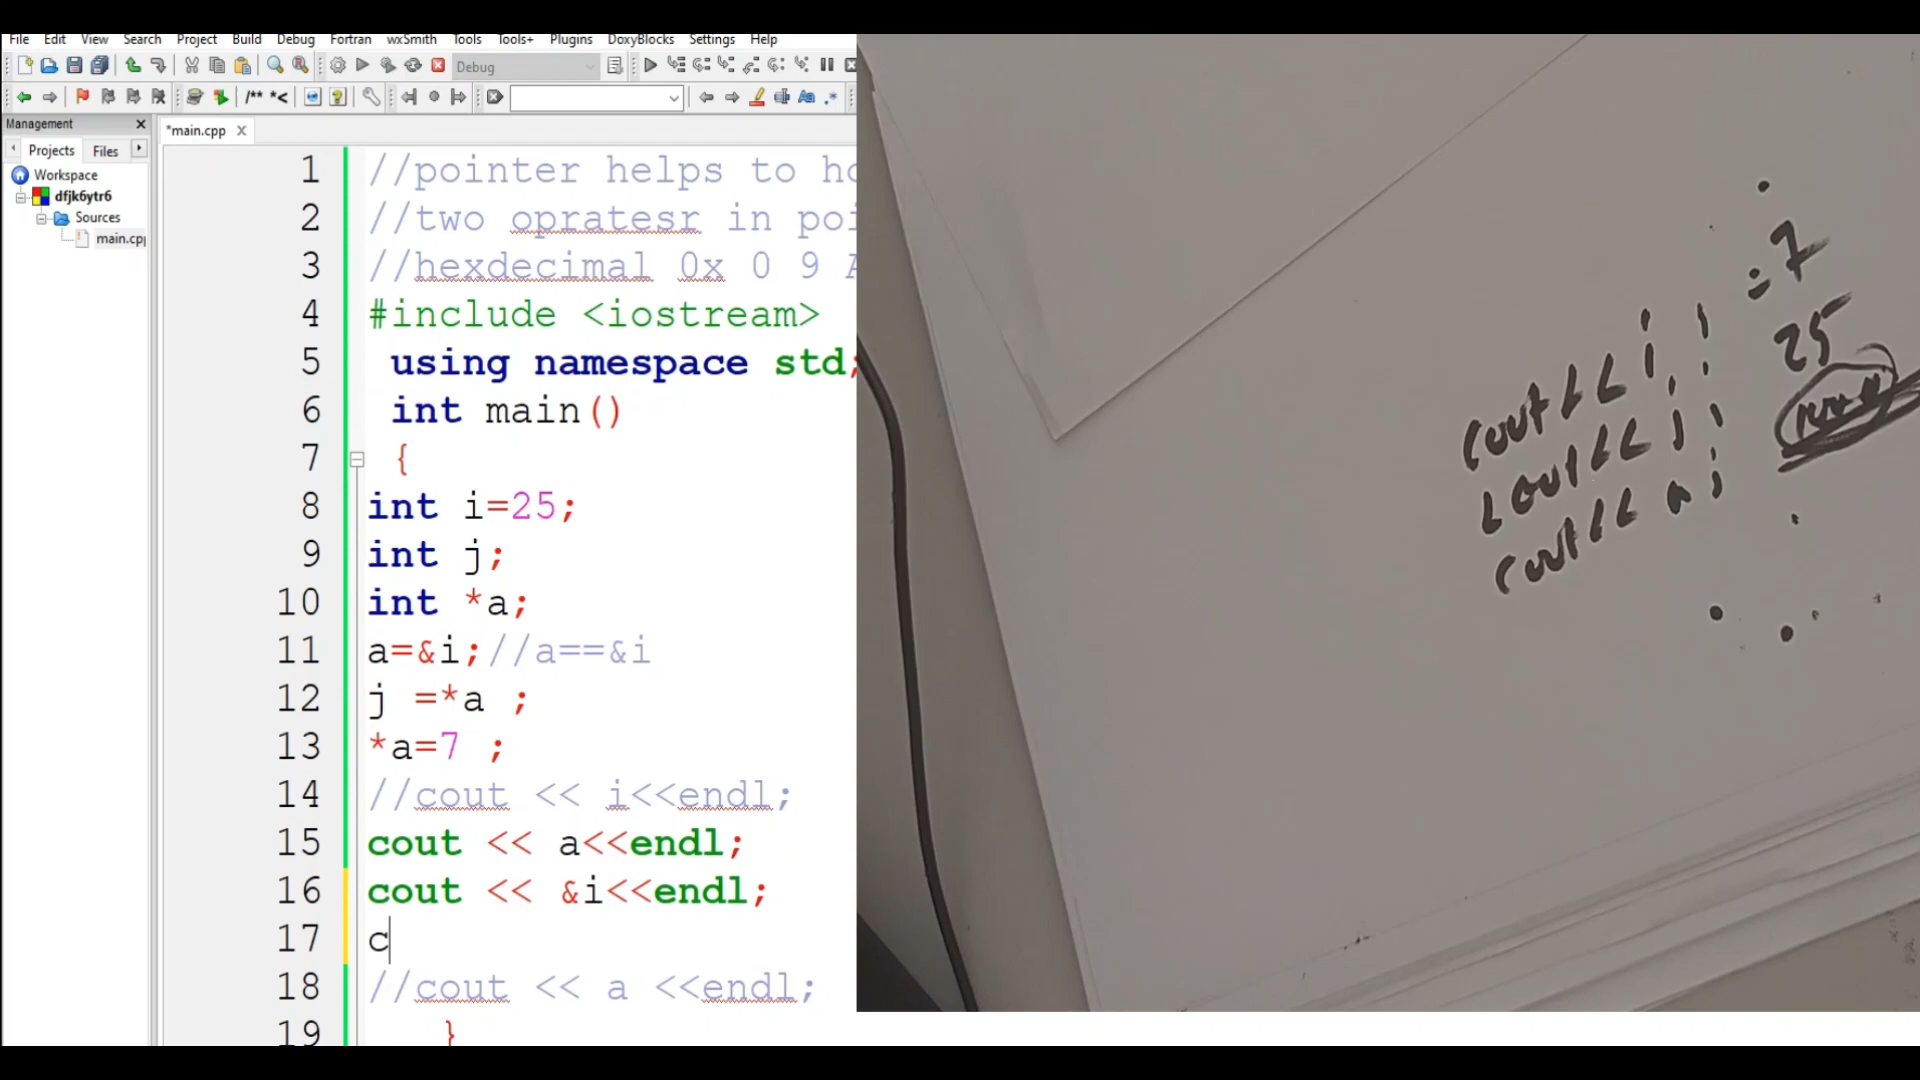 File Edit View Search Project Build Debug Fortran wxSmith Tools Tools+ Plugins DoxyBlocks Settings Help
Debug
/** *<
Management
*main.cpp
Projects Files
Workspace
dfjk6ytr6
Sources
main.cpp
1 //pointer helps to ho
2 //two opratesr in poi
3 //hexdecimal 0x 0 9 A
4 #include <iostream>
5 using namespace std;
6 int main()
7 {
8 int i=25;
9 int j;
10 int *a;
11 a=&i;//a==&i
12 j =*a ;
13 *a=7 ;
14 //cout << i<<endl;
15 cout << a<<endl;
16 cout << &i<<endl;
17 c
18 //cout << a <<endl;
19 }
cout << i ; = 7
cout << j ; 25
cout << a ;